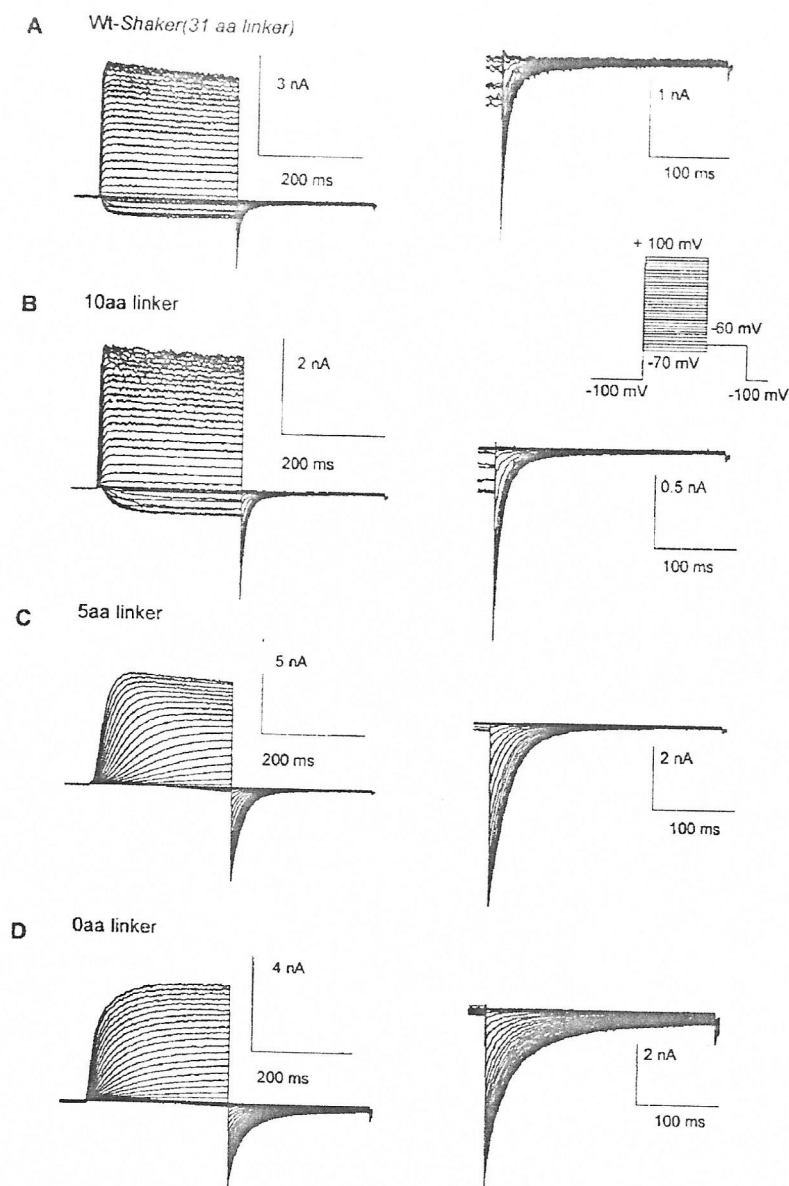 A Wt-Shaker(31 aa linker)
3 nA
200 ms
1 nA
100 ms
+ 100 mV
-60 mV
-70 mV
-100 mV
-100 mV
B 10aa linker
2 nA
200 ms
0.5 nA
100 ms
C 5aa linker
5 nA
200 ms
2 nA
100 ms
D 0aa linker
4 nA
200 ms
2 nA
100 ms